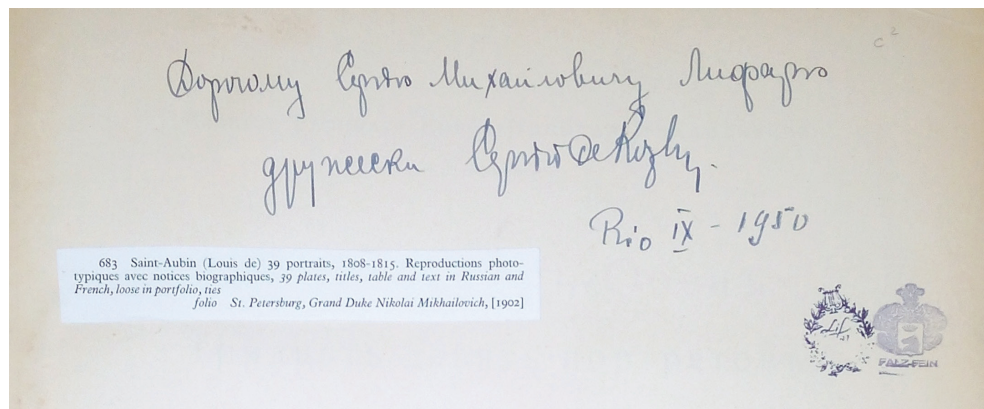 Дорогому Сергею Михайловичу Лифарю
дружески Сергей
Rio IX - 1950
683 Saint-Aubin (Louis de) 39 portraits, 1808-1815. Reproductions photo-
typiques avec notices biographiques, 39 plates, titles, table and text in Russian and
French, loose in portfolio, ties
folio St. Petersburg, Grand Duke Nikolai Mikhailovich, [1902]
FALZ-FEIN